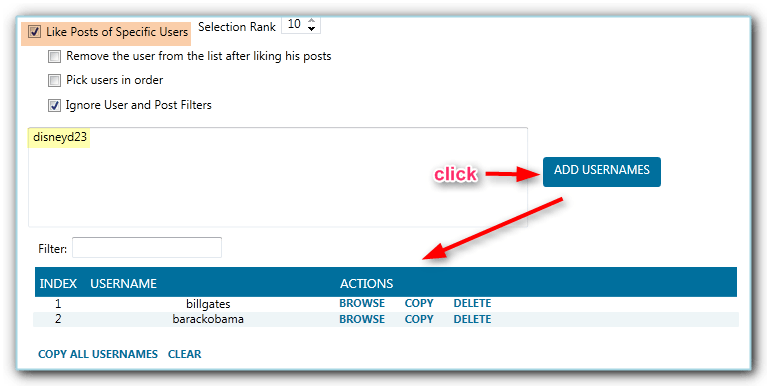 Like Posts of Specific Users Selection Rank 10
Remove the user from the list after liking his posts
Pick users in order
Ignore User and Post Filters
disneyd23
click
ADD USERNAMES
Filter:
INDEX USERNAME ACTIONS
1 billgates BROWSE COPY DELETE
2 barackobama BROWSE COPY DELETE
COPY ALL USERNAMES CLEAR